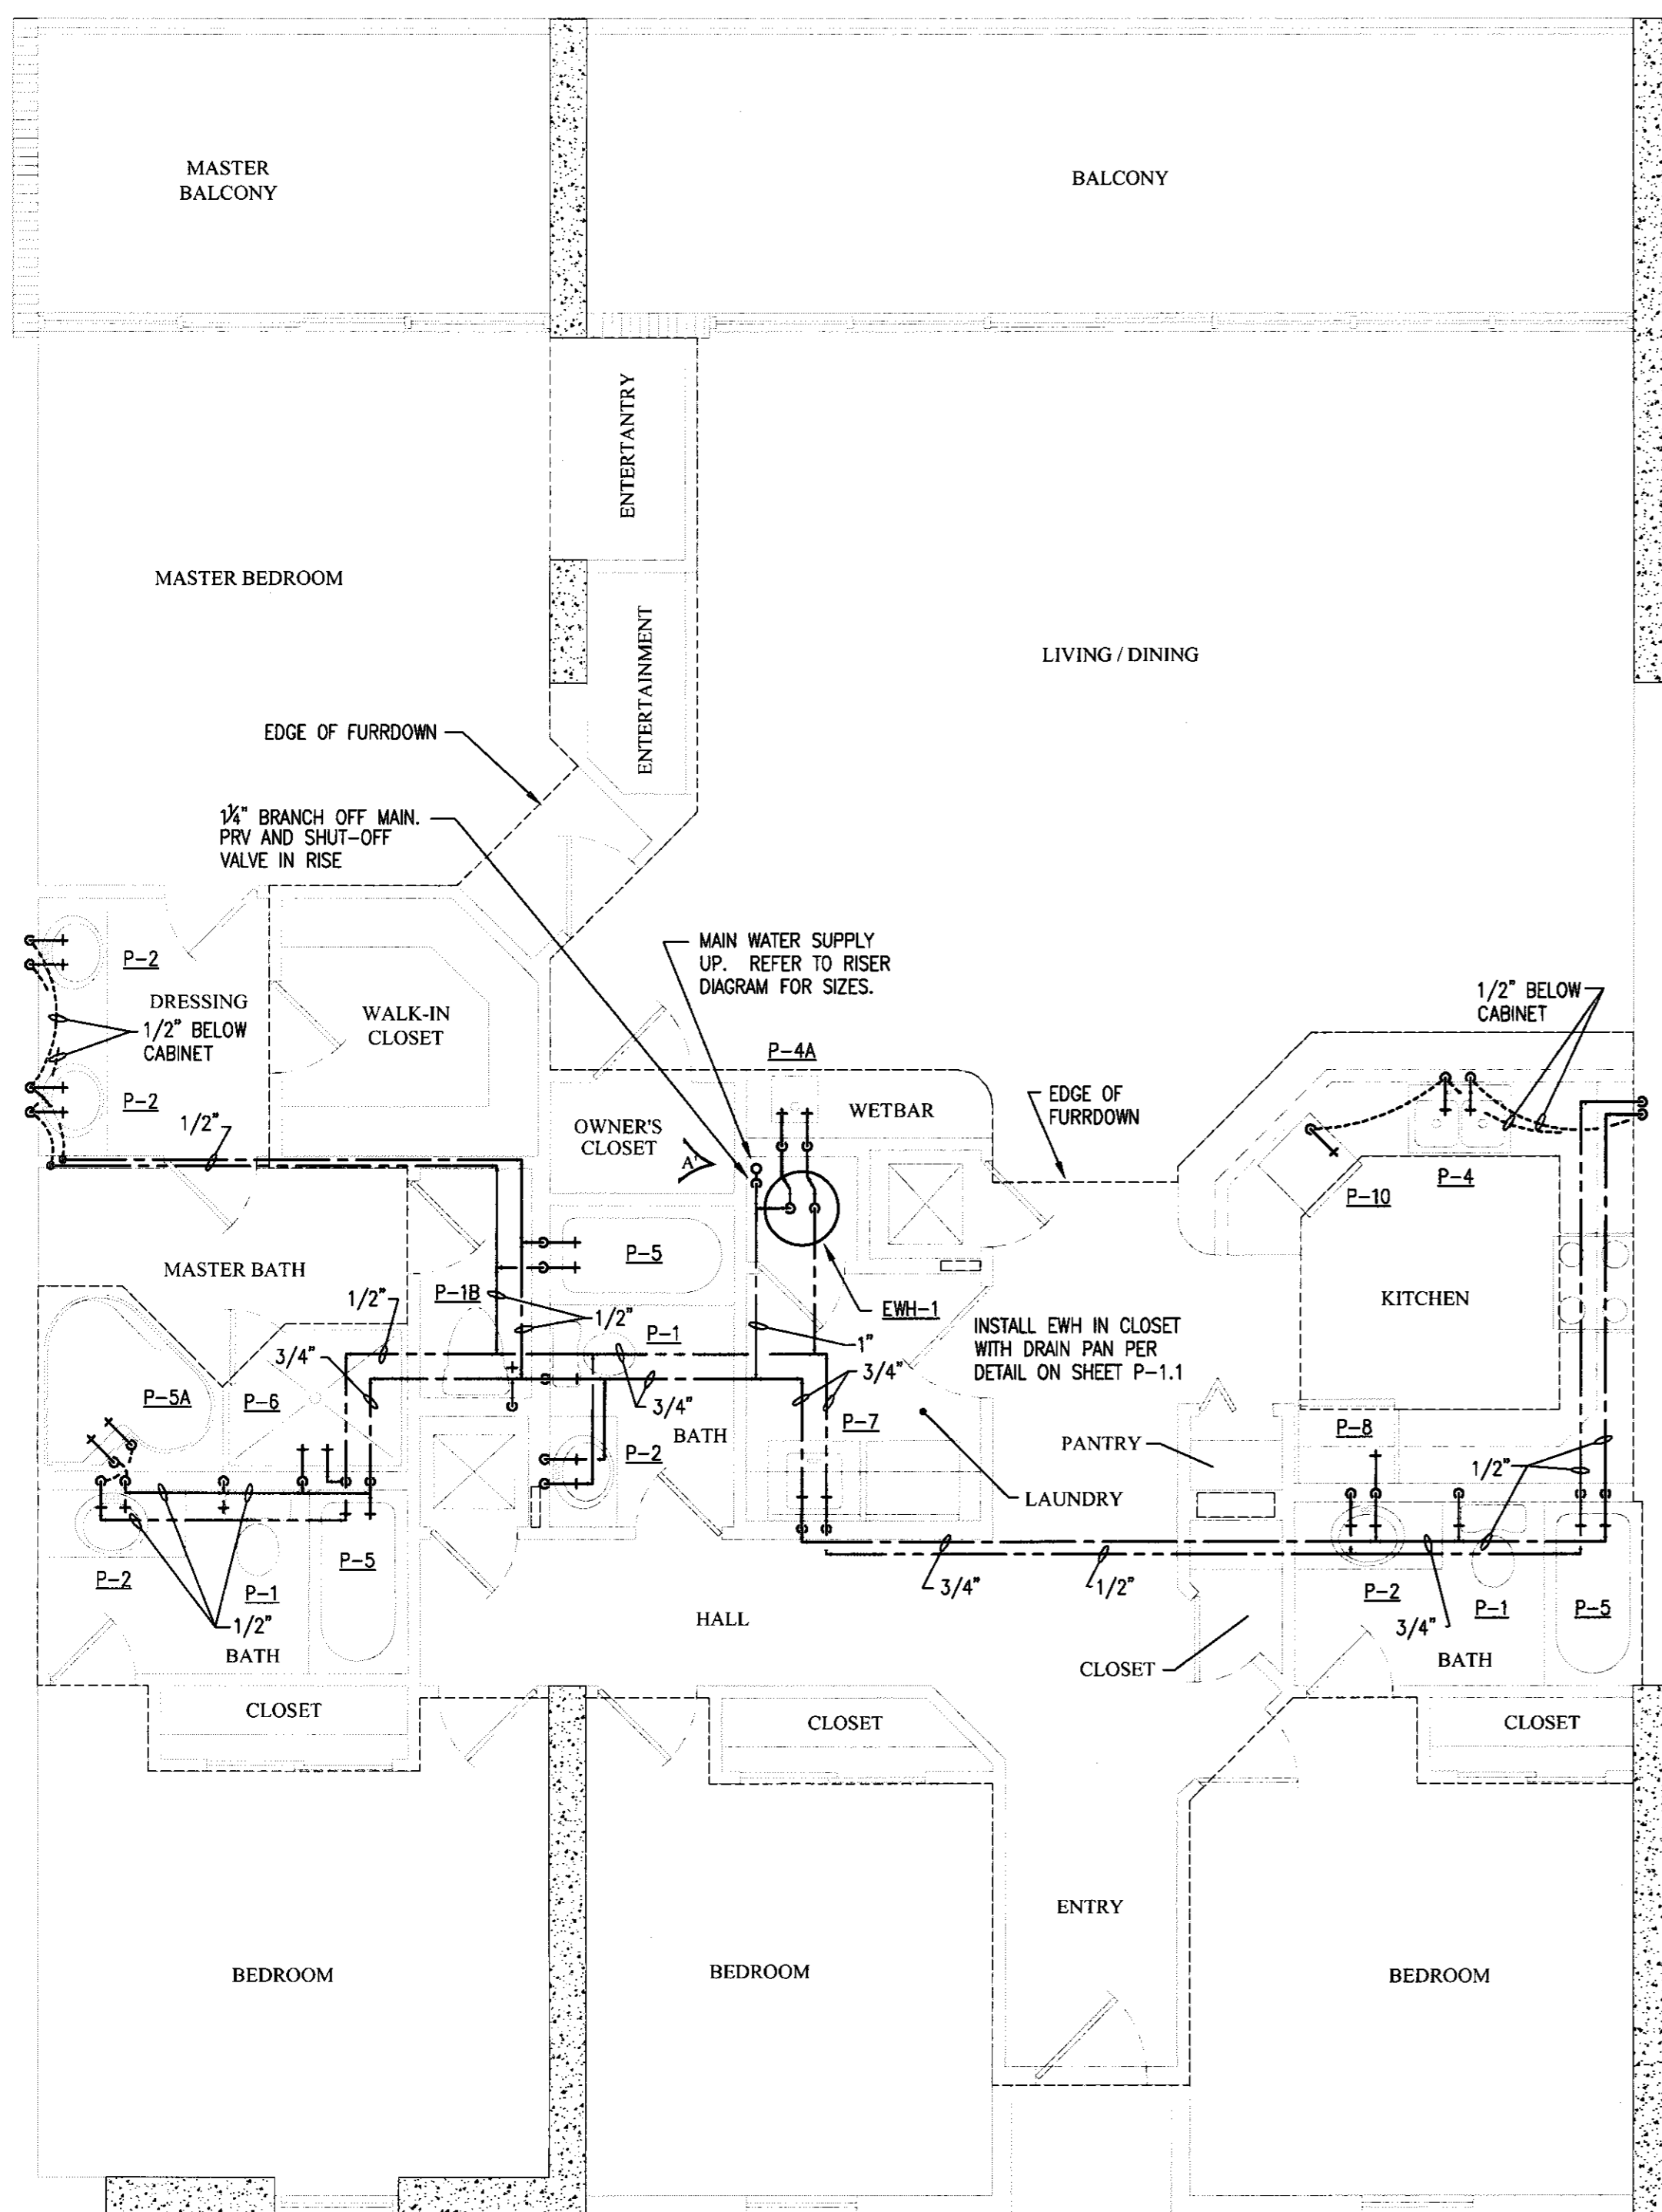 MASTER
BALCONY
BALCONY
ENTERTANTRY
MASTER BEDROOM
ENTERTAINMENT
LIVING / DINING
EDGE OF FURRDOWN
1¼" BRANCH OFF MAIN.
PRV AND SHUT-OFF
VALVE IN RISE
MAIN WATER SUPPLY
UP. REFER TO RISER
DIAGRAM FOR SIZES.
P-2
DRESSING
1/2" BELOW
CABINET
P-2
1/2"
WALK-IN
CLOSET
1/2" BELOW
CABINET
P-4A
WETBAR
EDGE OF
FURRDOWN
OWNER'S
CLOSET
A'
P-4
P-10
P-5
MASTER BATH
P-1B
1/2"
1/2"
P-1
EWH-1
KITCHEN
INSTALL EWH IN CLOSET
WITH DRAIN PAN PER
DETAIL ON SHEET P-1.1
1"
3/4"
3/4"
3/4"
P-5A
P-6
P-7
P-8
P-2
BATH
PANTRY
LAUNDRY
1/2"
P-2
P-1
P-5
1/2"
BATH
3/4"
1/2"
HALL
P-2
3/4"
P-1
P-5
BATH
CLOSET
CLOSET
CLOSET
CLOSET
ENTRY
BEDROOM
BEDROOM
BEDROOM